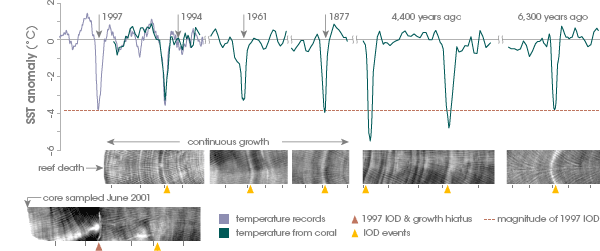 2
0
-2
-4
-6
SST anomaly (°C)
1997
1994
1961
1877
4,400 years ago
6,300 years ago
continuous growth
reef death
core sampled June 2001
temperature records
temperature from coral
1997 IOD & growth hiatus
IOD events
magnitude of 1997 IOD